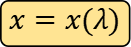 x = x(λ)